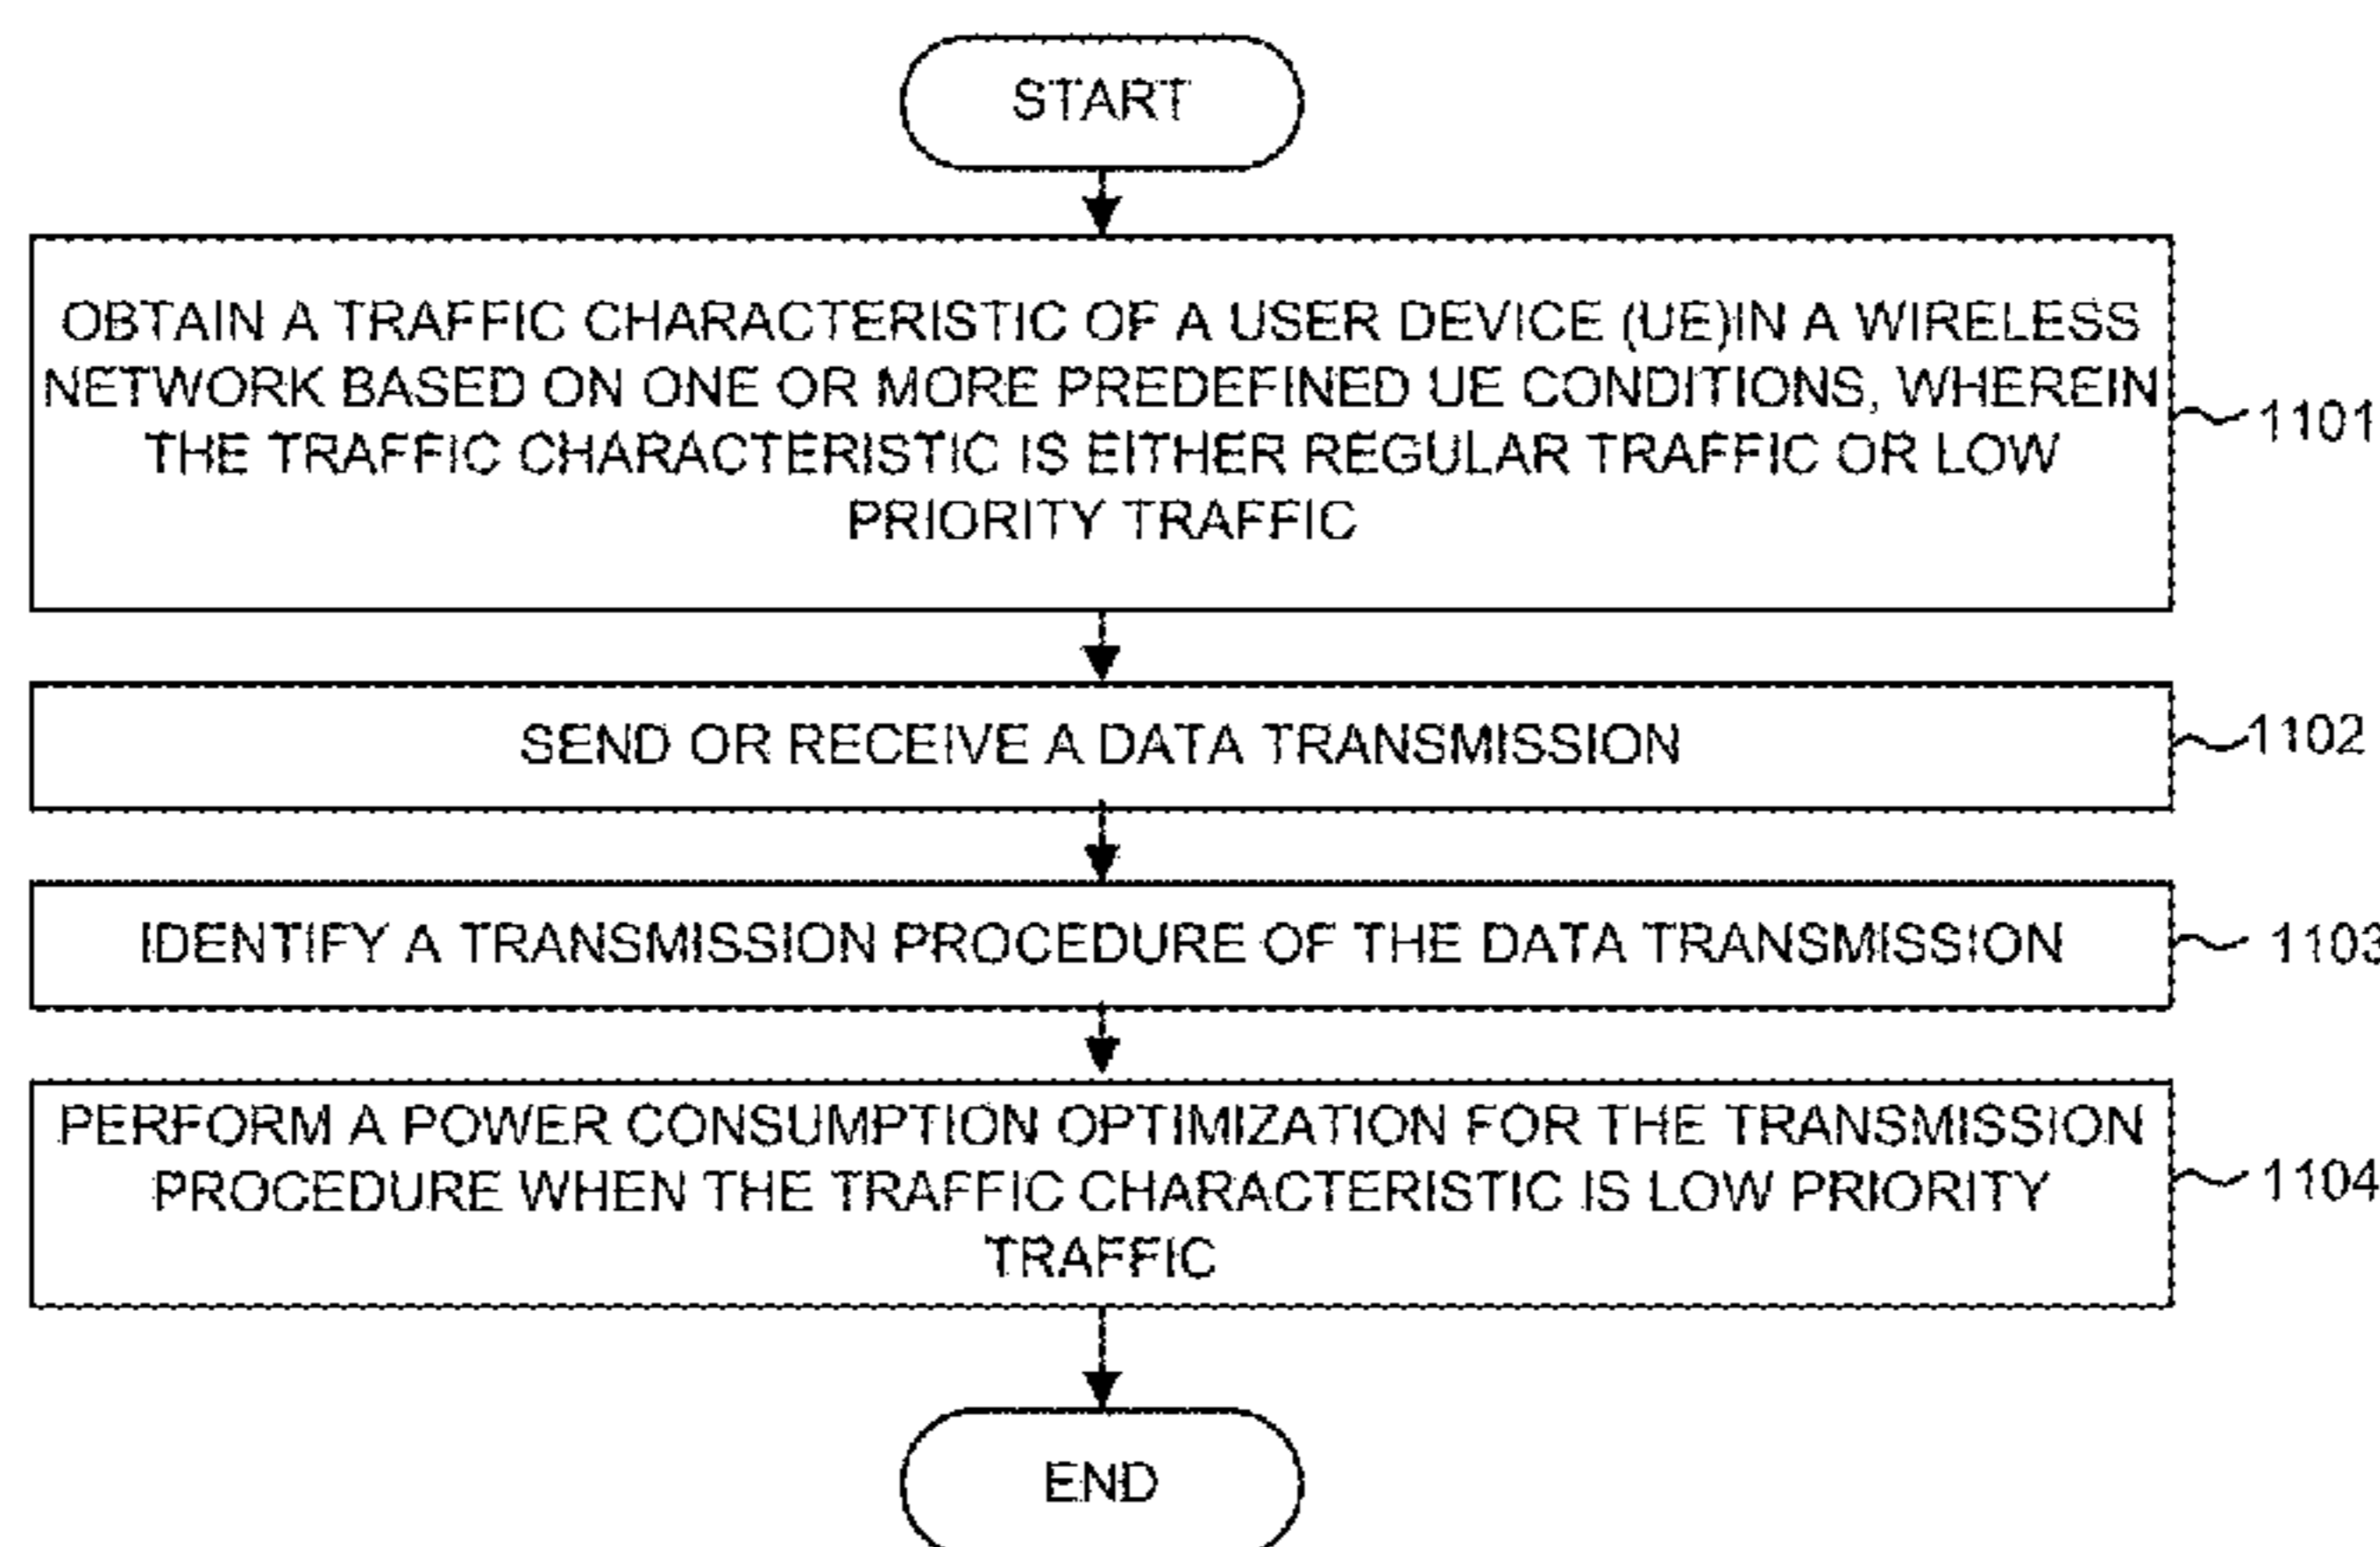 START
OBTAIN A TRAFFIC CHARACTERISTIC OF A USER DEVICE (UE)IN A WIRELESS
NETWORK BASED ON ONE OR MORE PREDEFINED UE CONDITIONS, WHEREIN
THE TRAFFIC CHARACTERISTIC IS EITHER REGULAR TRAFFIC OR LOW
PRIORITY TRAFFIC
1101
SEND OR RECEIVE A DATA TRANSMISSION
1102
IDENTIFY A TRANSMISSION PROCEDURE OF THE DATA TRANSMISSION
1103
PERFORM A POWER CONSUMPTION OPTIMIZATION FOR THE TRANSMISSION
PROCEDURE WHEN THE TRAFFIC CHARACTERISTIC IS LOW PRIORITY
TRAFFIC
1104
END